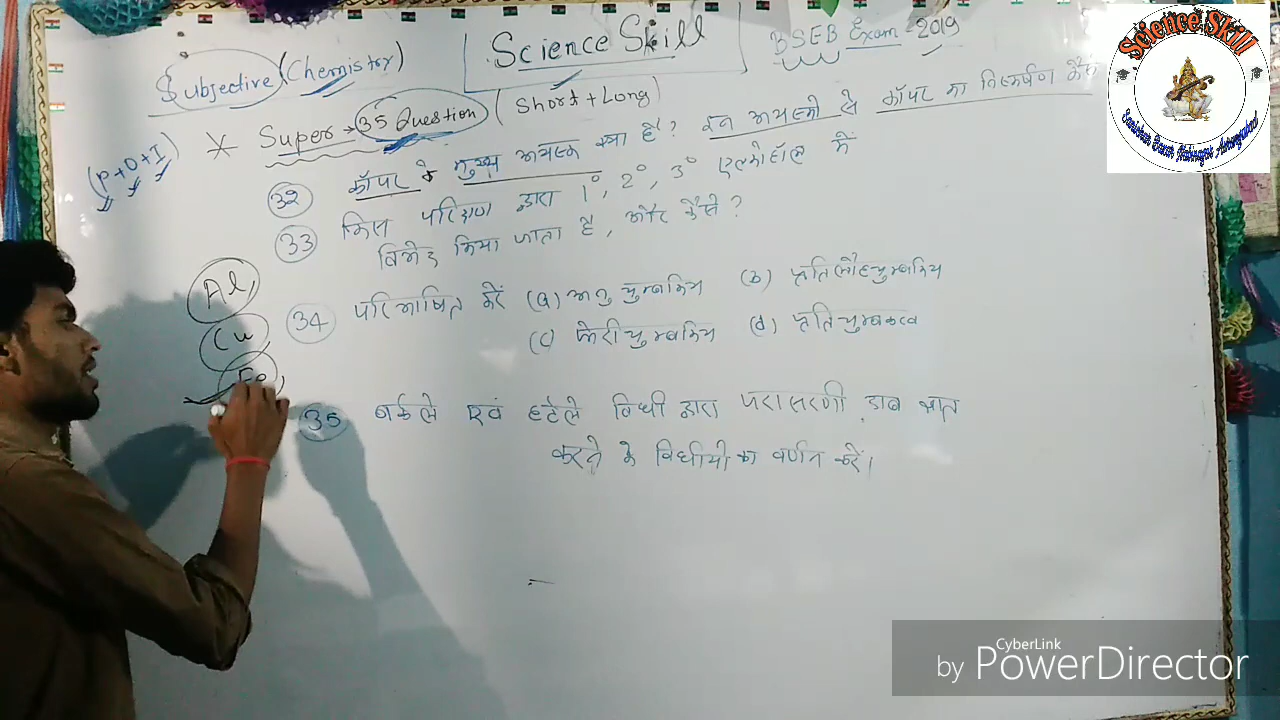 Subjective (Chemistry)
Science Skill
BSEB Exam - 2019
Science Skill
(P+O+I)
* Super → 35 Question (Short + Long)
32 कॉपर के मुख्य अयस्क क्या है? इन अयस्को से कॉपर का निष्कर्षण कैसे
33 किस परिक्षण द्वारा 1°, 2°, 3° एल्कोहॉल में
विभेद किया जाता है, और कैसे?
Al,
Cu
Fe,
34 परिभाषित करें (a) अनुचुम्बकिय (b) प्रतिलौहचुम्बकिय
(c) फेरीचुम्बकिय (d) प्रतिचुम्बकत्व
35 बर्कले एवं हर्टले विधी द्वारा परासरणी दाब ज्ञात
करने के विधीयो का वर्णन करें।
CyberLink
by PowerDirector